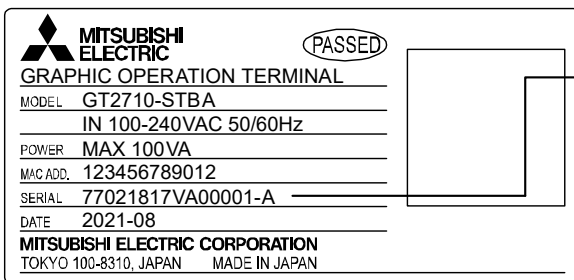 MITSUBISHI
ELECTRIC
PASSED
GRAPHIC OPERATION TERMINAL
MODEL GT2710-STBA
IN 100-240VAC 50/60Hz
POWER MAX 100VA
MAC ADD. 123456789012
SERIAL 77021817VA00001-A
DATE 2021-08
MITSUBISHI ELECTRIC CORPORATION
TOKYO 100-8310, JAPAN MADE IN JAPAN